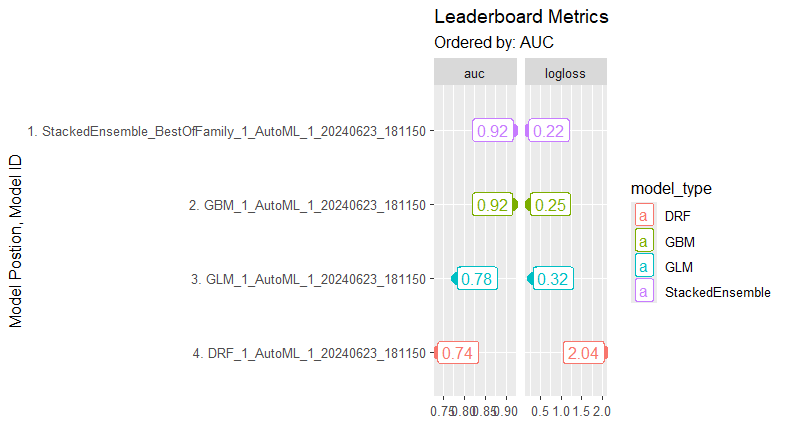 Leaderboard Metrics
Ordered by: AUC
auc logloss
Model Postion, Model ID
1. StackedEnsemble_BestOfFamily_1_AutoML_1_20240623_181150 0.92 0.22
2. GBM_1_AutoML_1_20240623_181150 0.92 0.25
3. GLM_1_AutoML_1_20240623_181150 0.78 0.32
4. DRF_1_AutoML_1_20240623_181150 0.74 2.04
0.75 0.80 0.85 0.90 0.5 1.0 1.5 2.0
model_type
a DRF
a GBM
a GLM
a StackedEnsemble